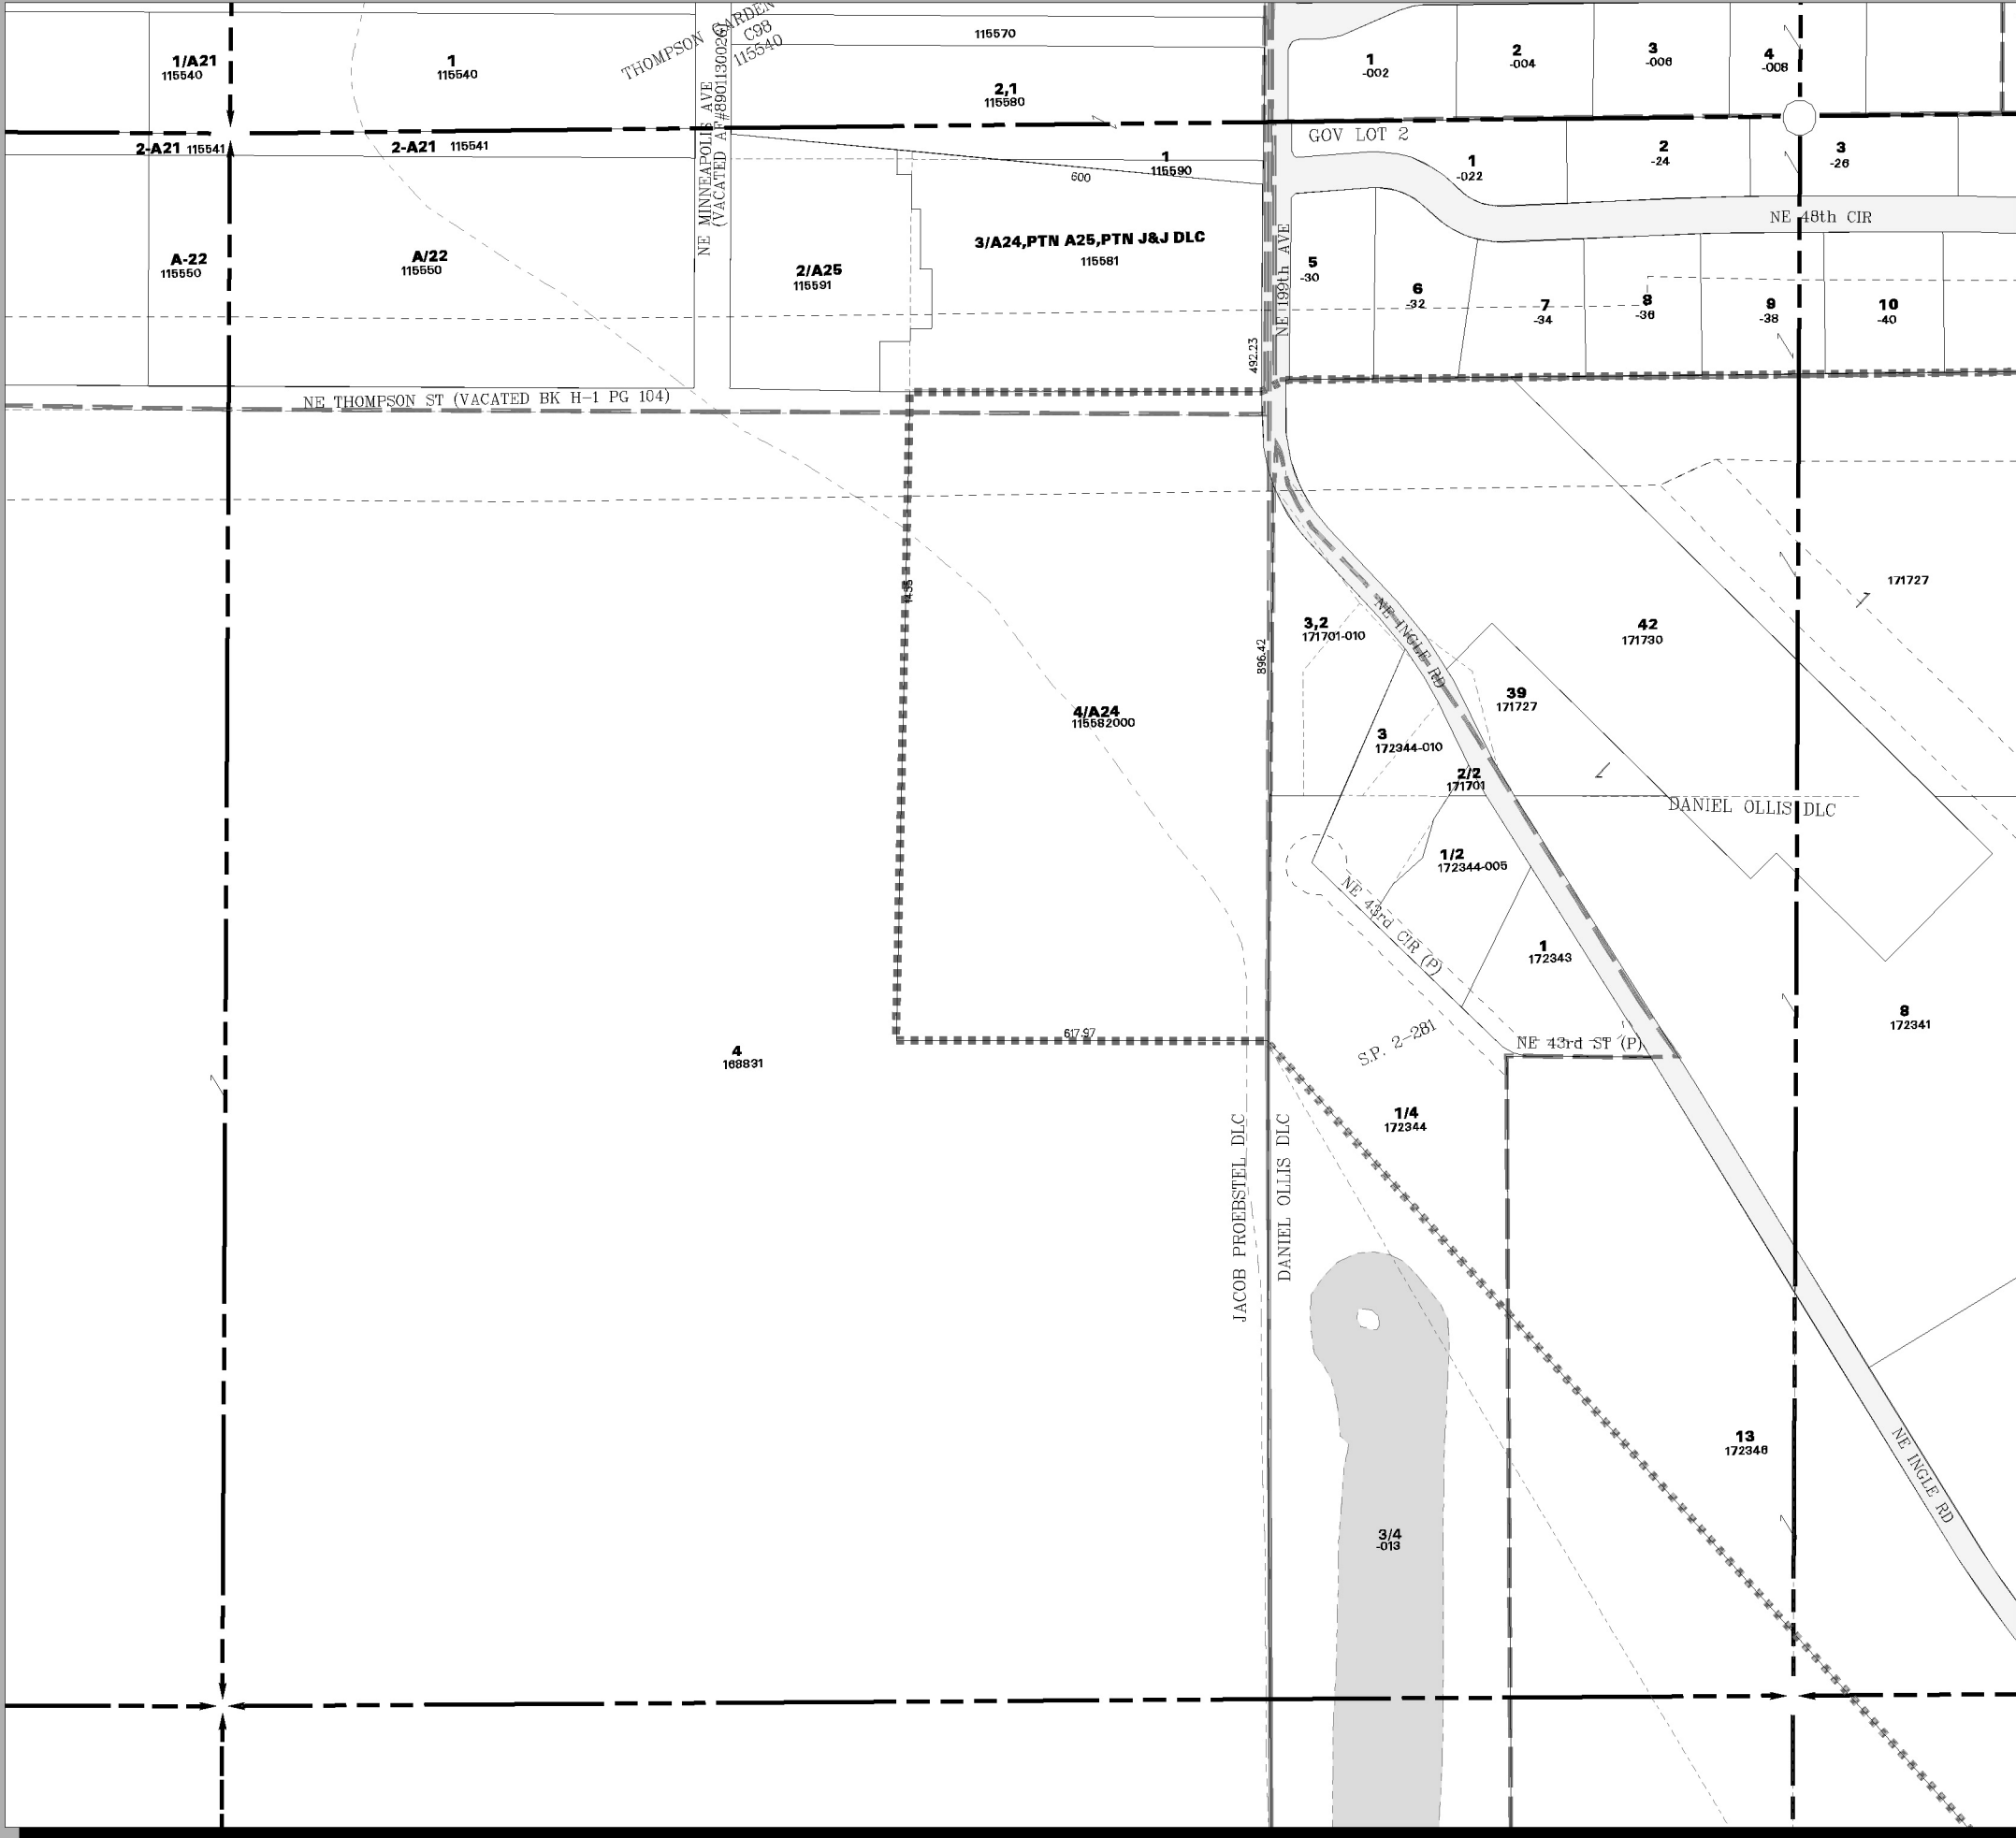 THOMPSON GARDEN
C98
115540
1/A21
115540
1
115540
115570
2,1
115580
1
-002
2
-004
3
-006
4
-008
NE MINNEAPOLIS AVE
(VACATED AF#8901130026)
2-A21 115541
2-A21 115541
GOV LOT 2
1
115590
600
1
-022
2
-24
3
-26
NE 48th CIR
A-22
115550
A/22
115550
2/A25
115591
3/A24,PTN A25,PTN J&J DLC
115581
NE 199th AVE
492.23
5
-30
6
-32
7
-34
8
-36
9
-38
10
-40
NE THOMPSON ST (VACATED BK H-1 PG 104)
896.42
4/A24
115582000
3,2
171701-010
NE INGLE RD
42
171730
171727
39
171727
3
172344-010
2/2
171701
DANIEL OLLIS DLC
1/2
172344-005
NE 43rd CIR (P)
1
172343
8
172341
4
168831
617.97
S.P. 2-281
NE 43rd ST (P)
1/4
172344
JACOB PROEBSTEL DLC
DANIEL OLLIS DLC
13
172346
NE INGLE RD
3/4
-013